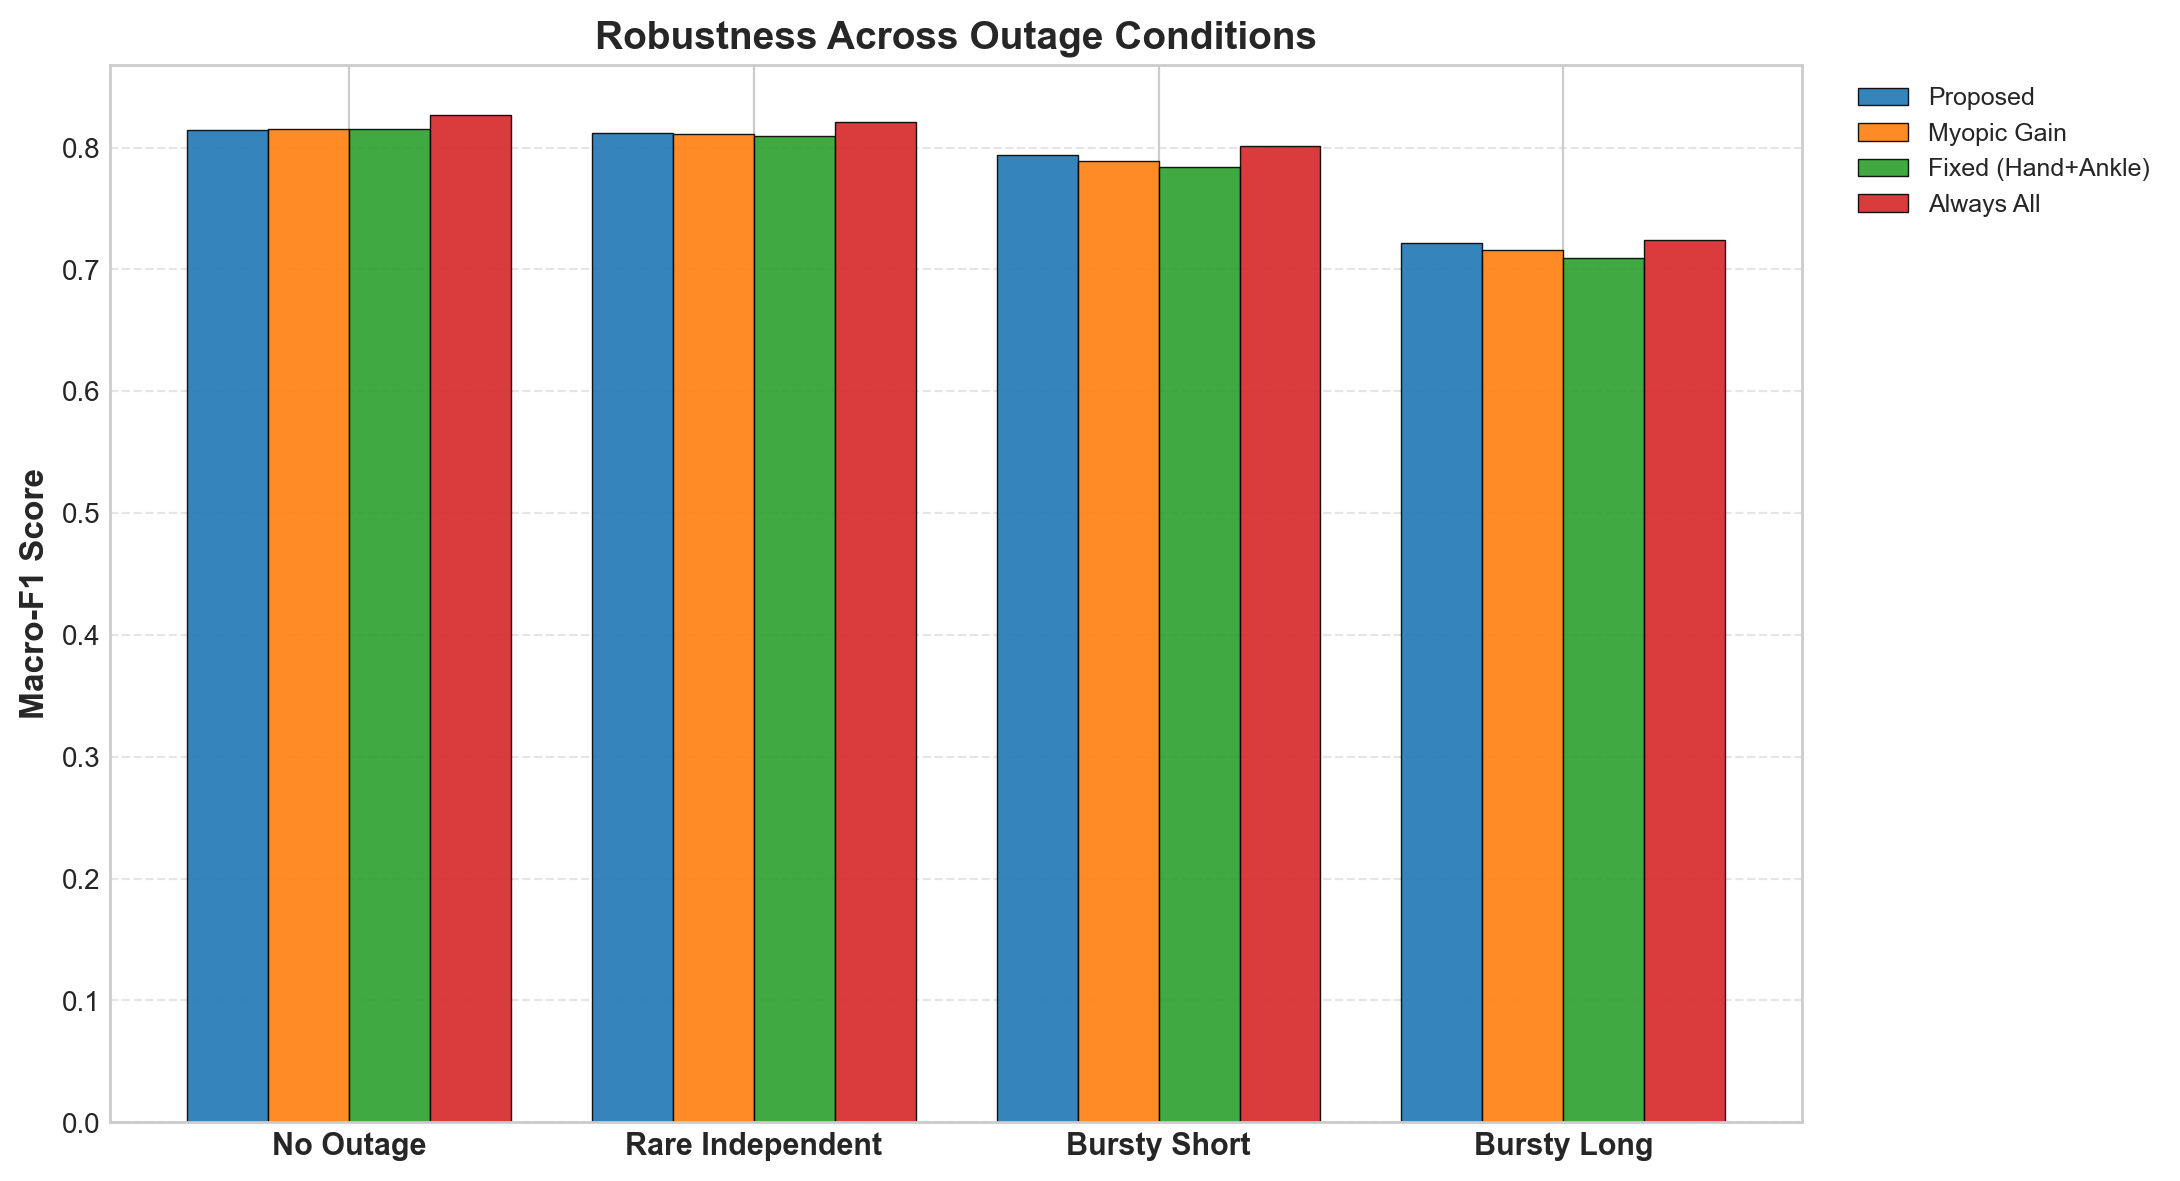 Robustness Across Outage Conditions
Proposed
Myopic Gain
Fixed (Hand+Ankle)
Always All
Macro-F1 Score
0.8
0.7
0.6
0.5
0.4
0.3
0.2
0.1
0.0
No Outage
Rare Independent
Bursty Short
Bursty Long